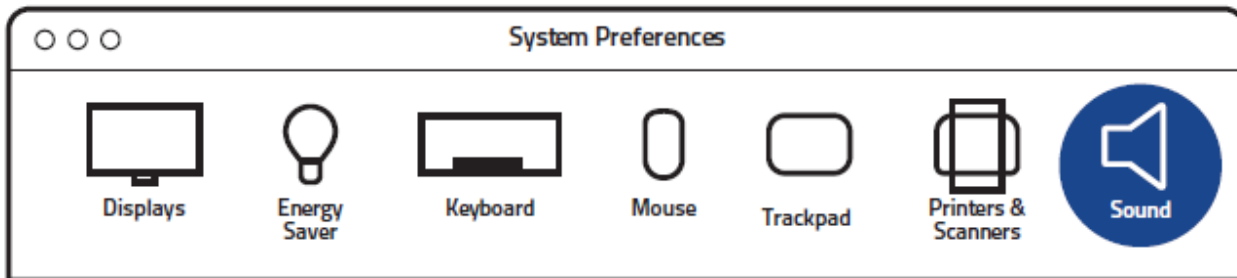 System Preferences
Displays
Energy
Saver
Keyboard
Mouse
Trackpad
Printers &
Scanners
Sound